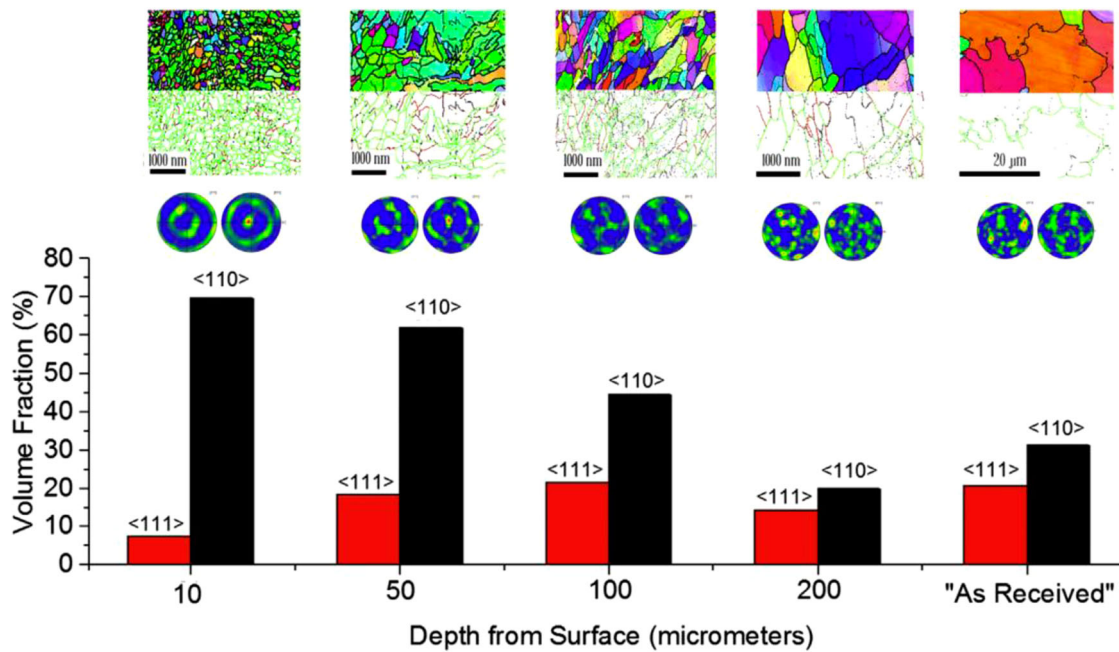 1000 nm
1000 nm
1000 nm
1000 nm
20 µm
80
70
60
50
40
30
20
10
0
Volume Fraction (%)
<111>
<110>
<111>
<110>
<111>
<110>
<111>
<110>
<111>
<110>
10
50
100
200
"As Received"
Depth from Surface (micrometers)